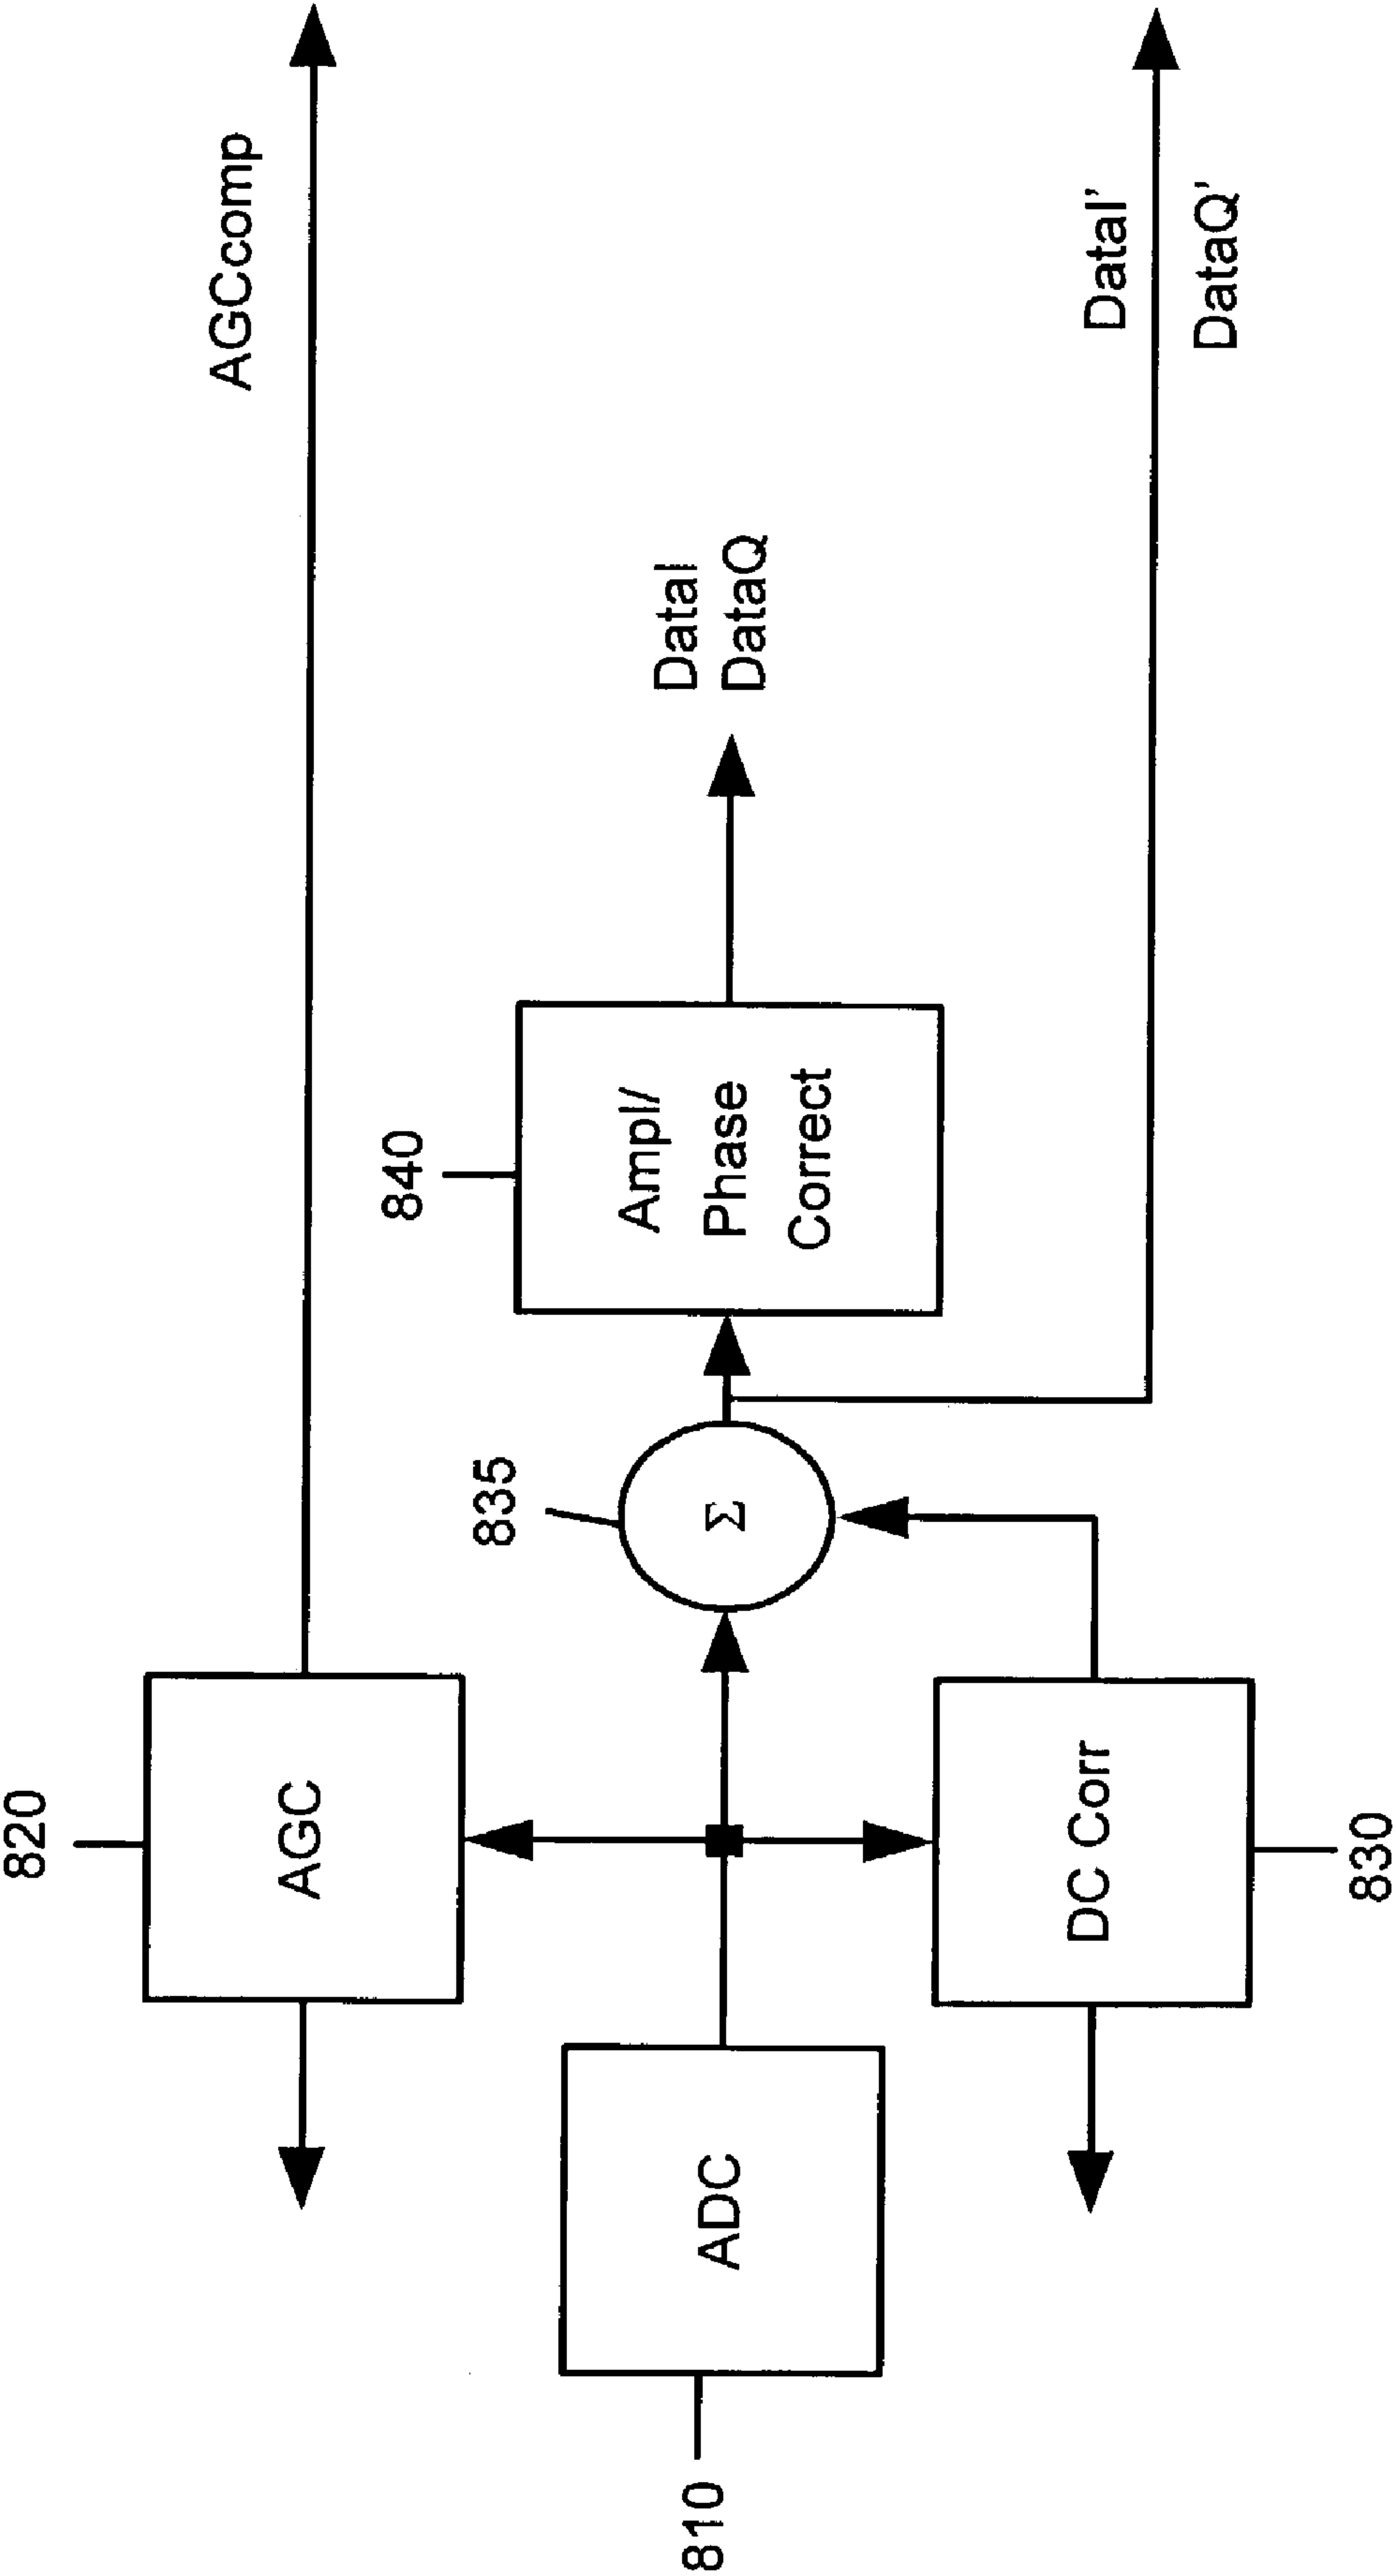 820
AGC
AGCcomp
810
ADC
835
Σ
840
Ampl/
Phase
Correct
DataI
DataQ
830
DC Corr
DataI’
DataQ'